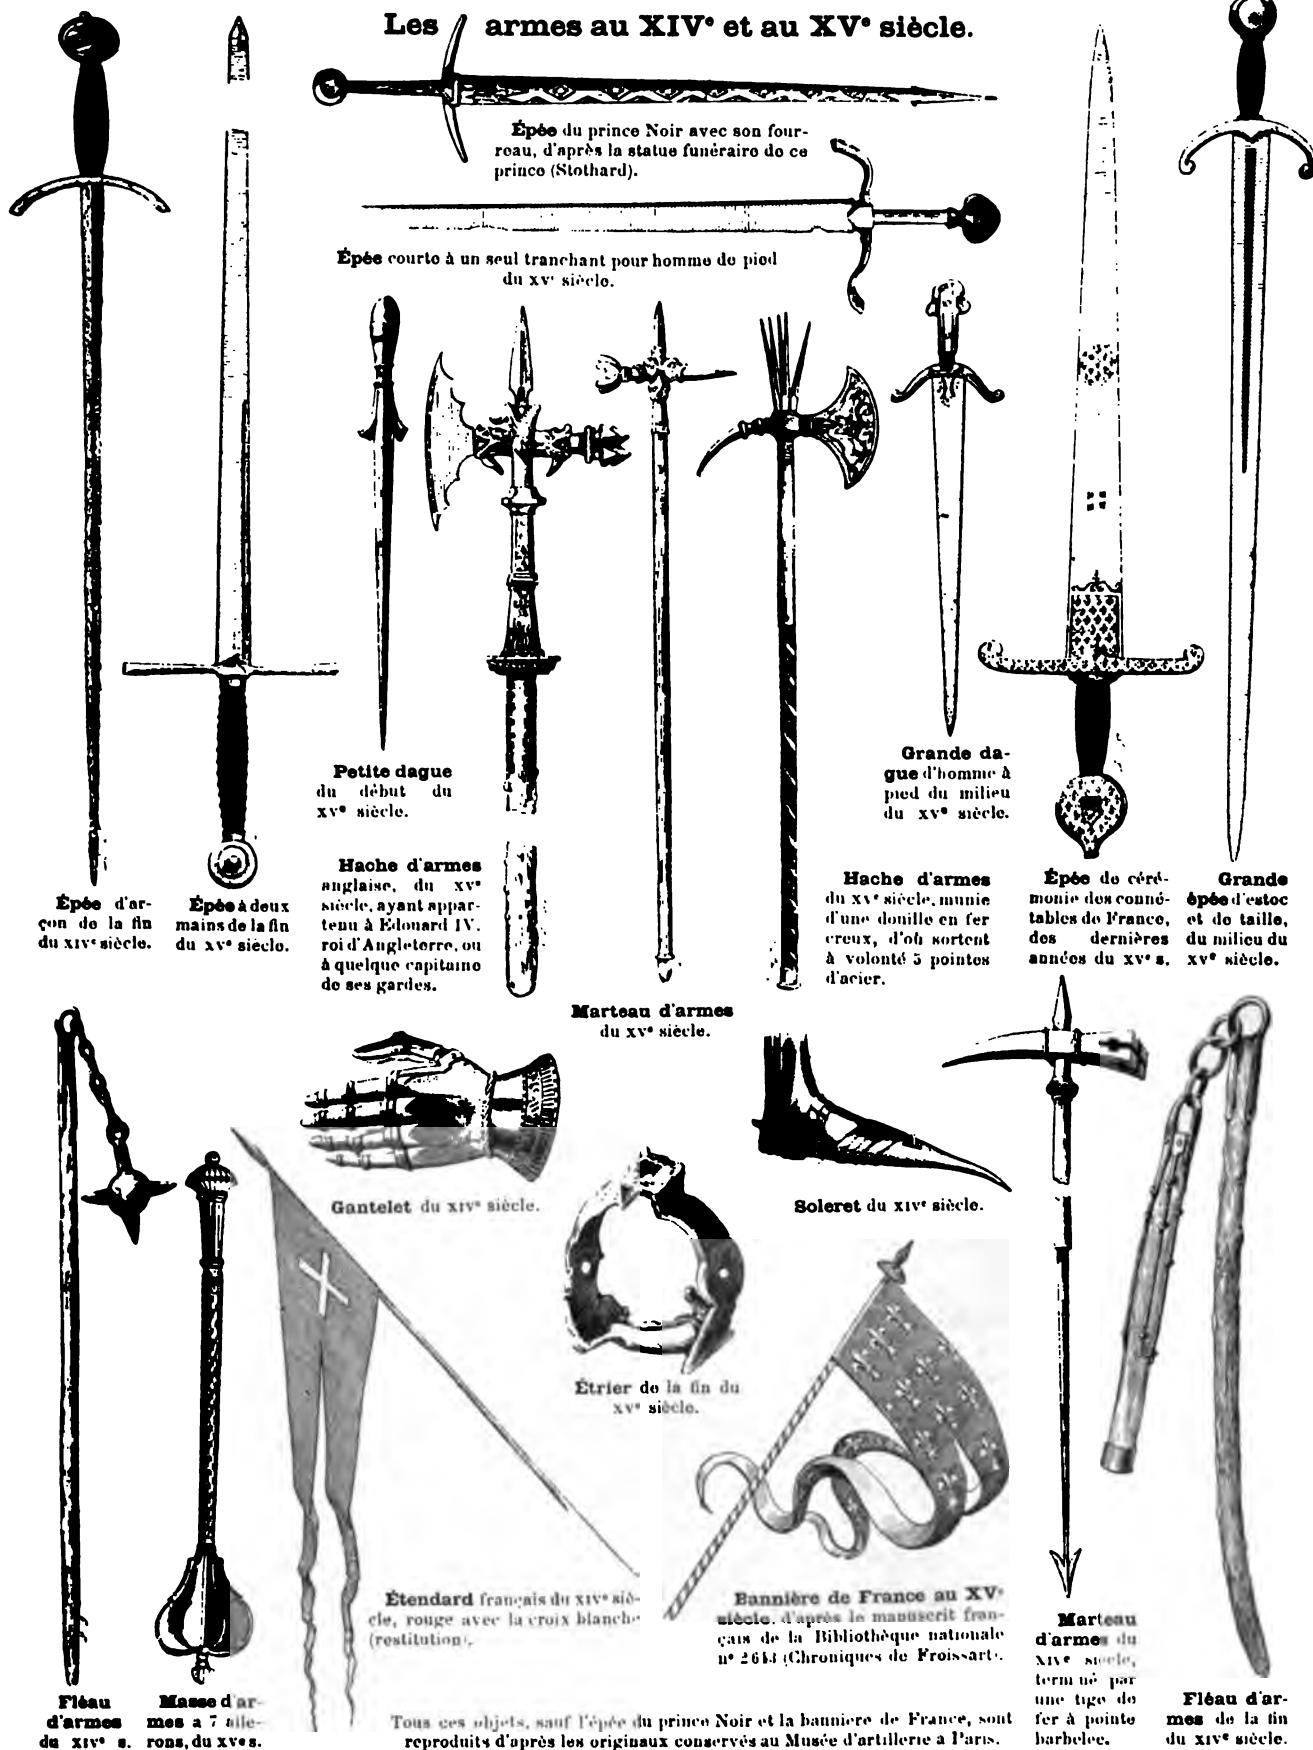 Les armes au XIVe et au XVe siècle.
Épée du prince Noir avec son four-
reau, d'après la statue funéraire de ce
prince (Stothard).
Épée courte à un seul tranchant pour homme de pied
du XVe siècle.
Petite dague
du début du
XVe siècle.
Grande da-
gue d'homme à
pied du milieu
du XVe siècle.
Épée d'ar-
çon de la fin
du XIVe siècle.
Épée à deux
mains de la fin
du XVe siècle.
Hache d'armes
anglaise, du XVe
siècle, ayant appar-
tenu à Edouard IV,
roi d'Angleterre, ou
à quelque capitaine
de ses gardes.
Marteau d'armes
du XVe siècle.
Hache d'armes
du XVe siècle, munie
d'une douille en fer
creux, d'où sortent
à volonté 5 pointes
d'acier.
Épée de céré-
monie des conné-
tables de France,
des dernières
années du XVe s.
Grande
épée d'estoc
et de taille,
du milieu du
XVe siècle.
Gantelet du XIVe siècle.
Soleret du XIVe siècle.
Étrier de la fin du
XVe siècle.
Étendard français du XIVe siè-
cle, rouge avec la croix blanche
(restitution).
Bannière de France au XVe
siècle, d'après le manuscrit fran-
çais de la Bibliothèque nationale
nº 2643 (Chroniques de Froissart).
Marteau
d'armes du
XIVe siècle,
terminé par
une tige de
fer à pointe
barbelée.
Fléau
d'armes
du XIVe s.
Masse d'ar-
mes a 7 aile-
rons, du XVe s.
Fléau d'ar-
mes de la fin
du XIVe siècle.
Tous ces objets, sauf l'épée du prince Noir et la bannière de France, sont
reproduits d'après les originaux conservés au Musée d'artillerie a Paris.